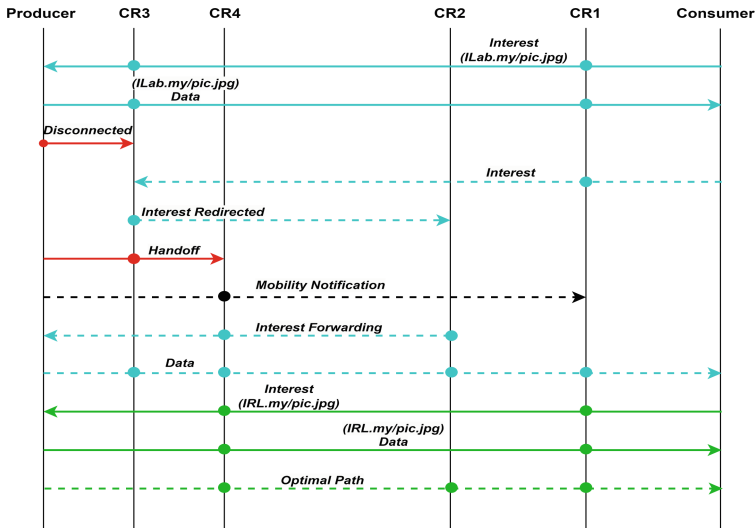 Producer CR3 CR4 CR2 CR1 Consumer
Interest
(ILab.my/pic.jpg)
(ILab.my/pic.jpg)
Data
Disconnected
Interest
Interest Redirected
Handoff
Mobility Notification
Interest Forwarding
Data
Interest
(IRL.my/pic.jpg)
(IRL.my/pic.jpg)
Data
Optimal Path